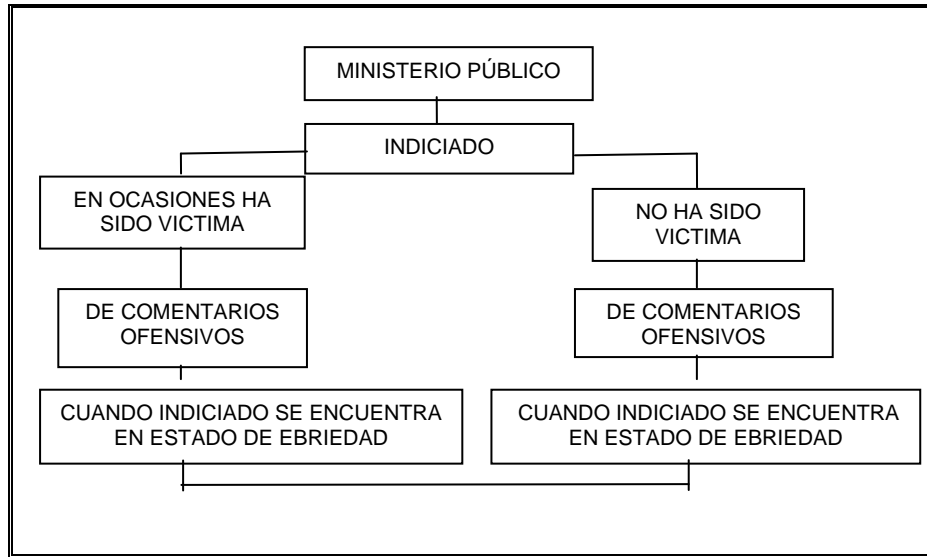 MINISTERIO PÚBLICO
INDICIADO
EN OCASIONES HA
SIDO VICTIMA
NO HA SIDO
VICTIMA
DE COMENTARIOS
OFENSIVOS
DE COMENTARIOS
OFENSIVOS
CUANDO INDICIADO SE ENCUENTRA
EN ESTADO DE EBRIEDAD
CUANDO INDICIADO SE ENCUENTRA
EN ESTADO DE EBRIEDAD